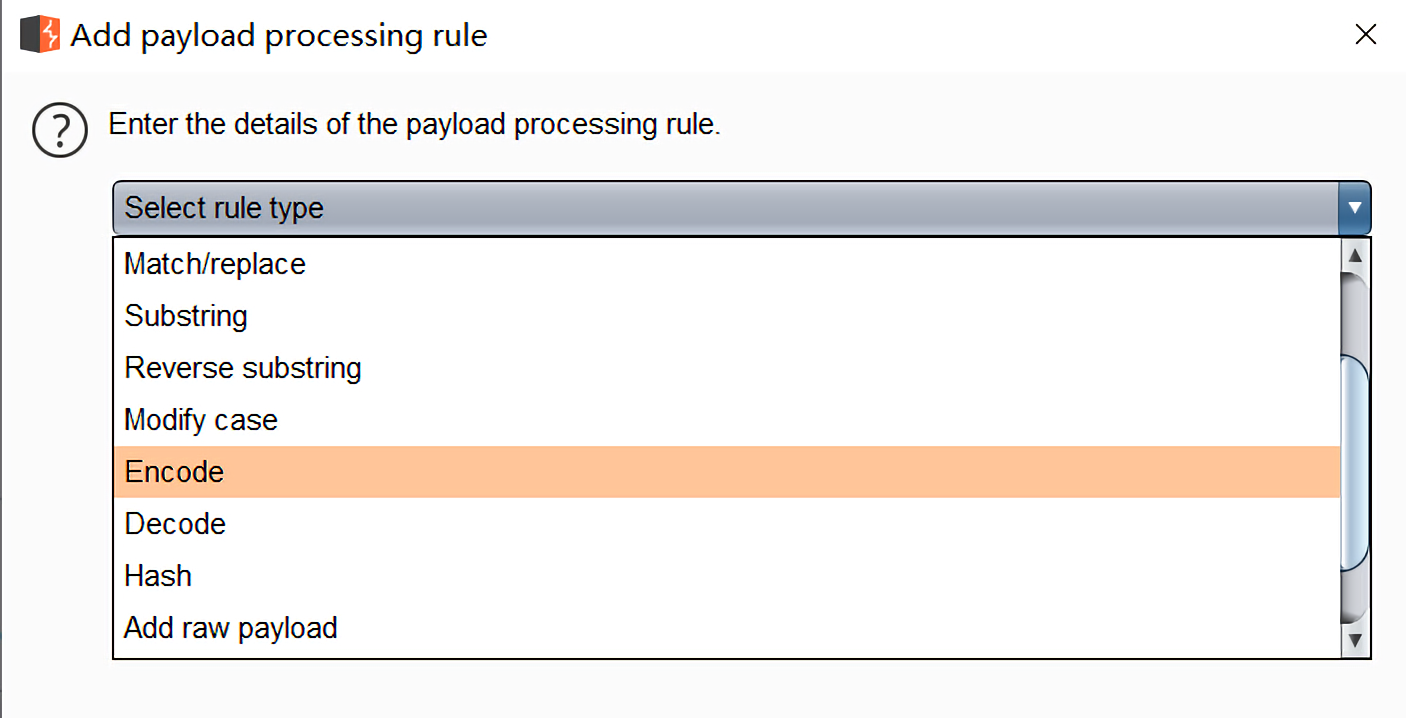 Add payload processing rule
Enter the details of the payload processing rule.
Select rule type
Match/replace
Substring
Reverse substring
Modify case
Encode
Decode
Hash
Add raw payload